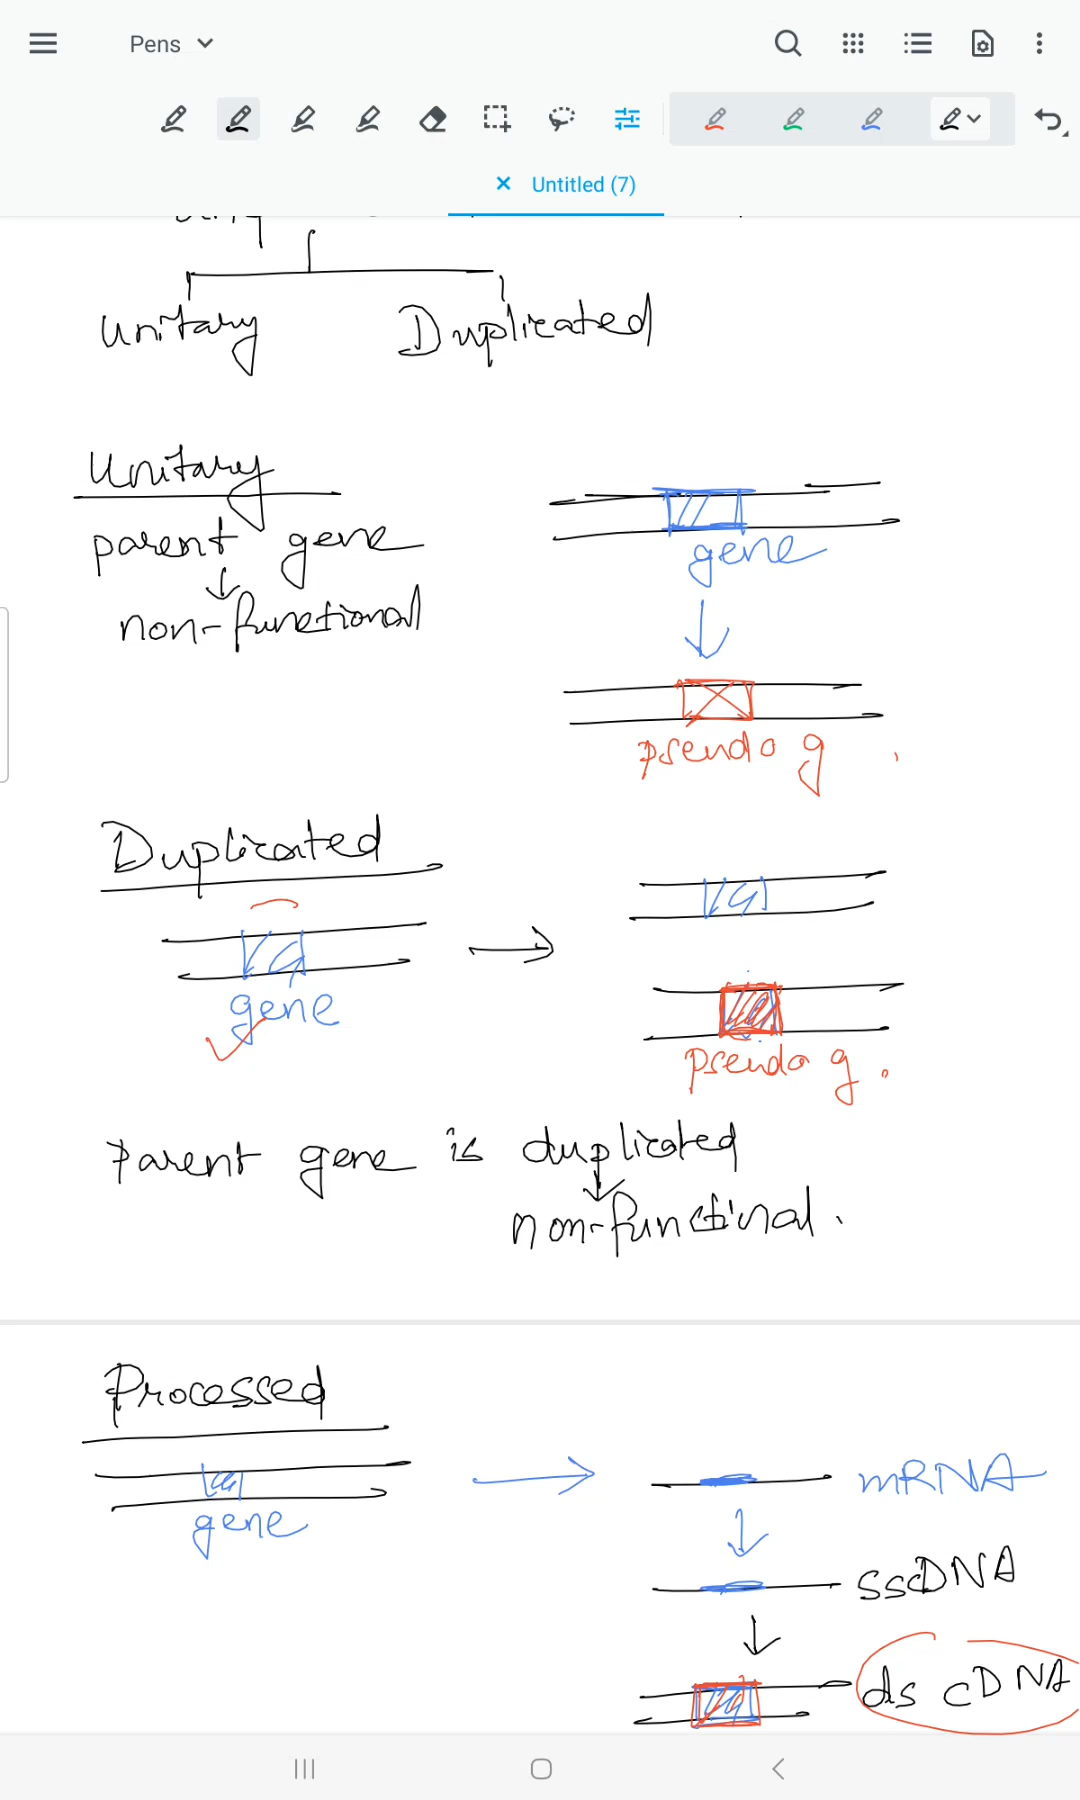 Pens
Untitled (7)
Unitary Duplicated
Unitary
parent gene
non-functional
gene
pseudo g
Duplicated
gene
pseudo g.
Parent gene is duplicated
non-functional.
Processed
gene
mRNA
SScDNA
ds cDNA